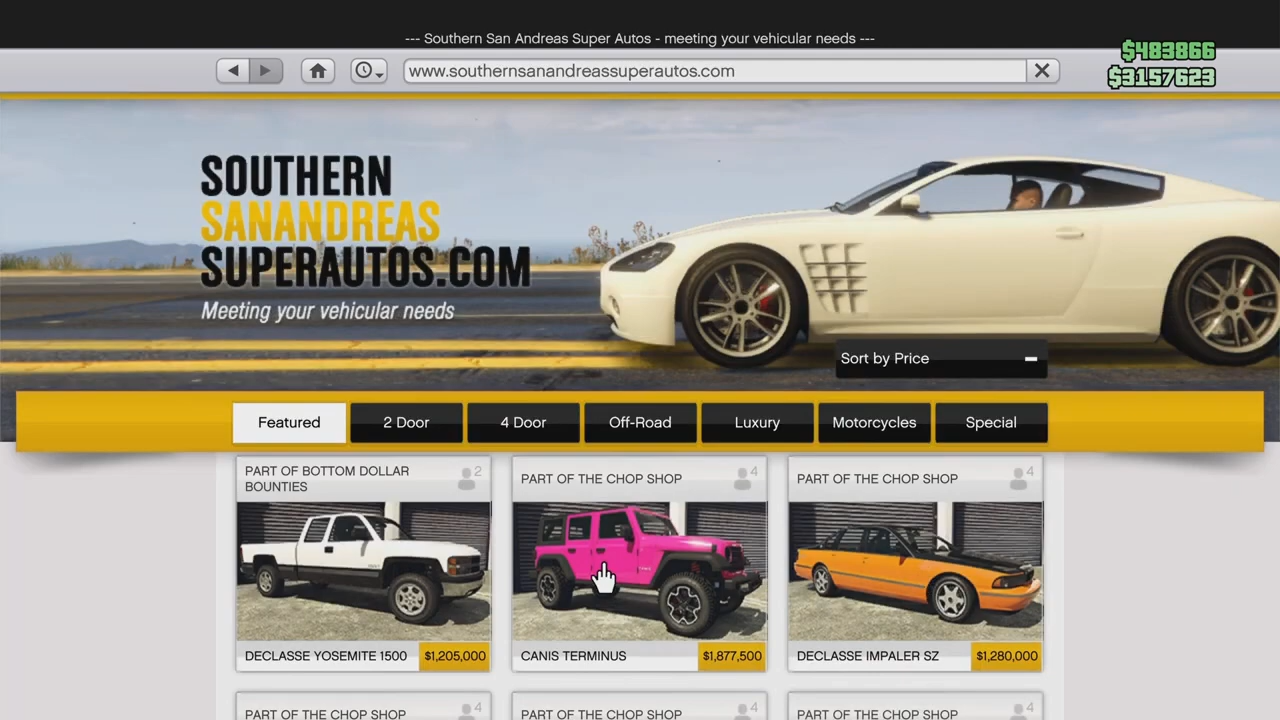 --- Southern San Andreas Super Autos - meeting your vehicular needs ---
$483866
www.southernsanandreassuperautos.com
$3157623
SOUTHERN
SANANDREAS
SUPERAUTOS.COM
Meeting your vehicular needs
Sort by Price
Featured
2 Door
4 Door
Off-Road
Luxury
Motorcycles
Special
PART OF BOTTOM DOLLAR
BOUNTIES
2
PART OF THE CHOP SHOP
4
PART OF THE CHOP SHOP
4
DECLASSE YOSEMITE 1500
$1,205,000
CANIS TERMINUS
$1,877,500
DECLASSE IMPALER SZ
$1,280,000
PART OF THE CHOP SHOP
4
PART OF THE CHOP SHOP
4
PART OF THE CHOP SHOP
4